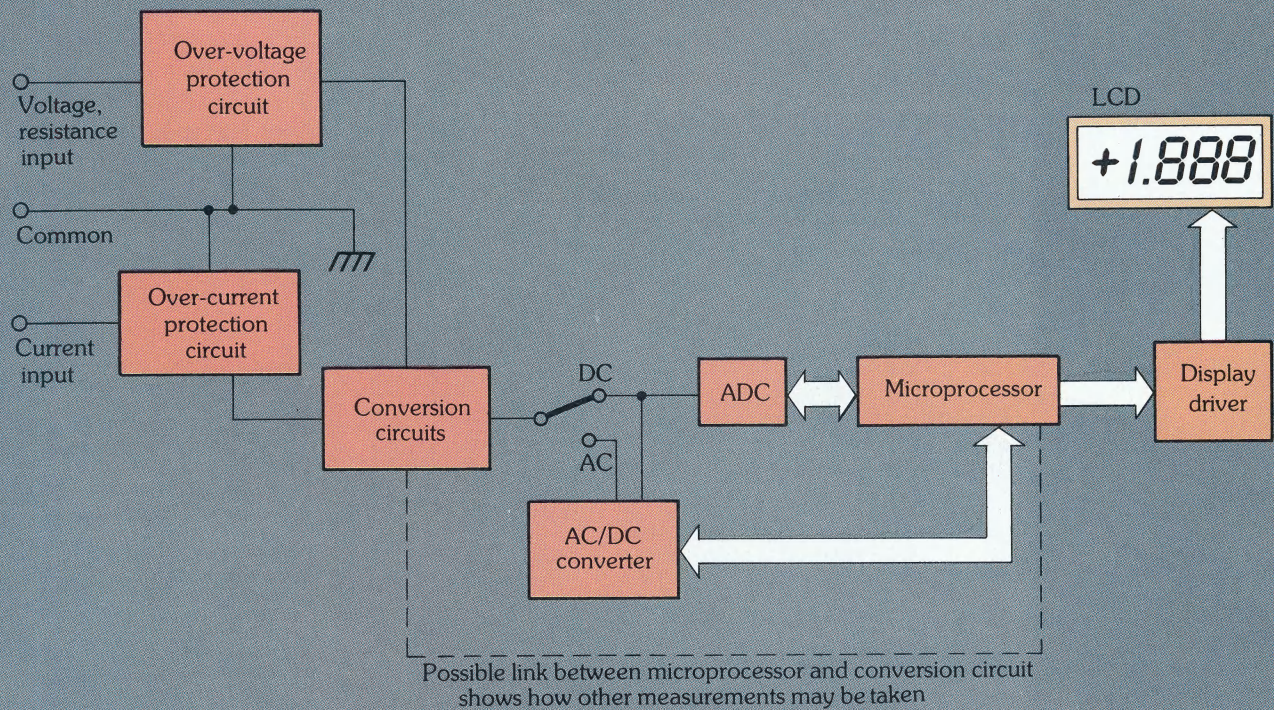 Over-voltage
protection
circuit
Voltage,
resistance
input
Common
Over-current
protection
circuit
Current
input
Conversion
circuits
DC
AC
AC/DC
converter
ADC
Microprocessor
Display
driver
LCD
+1.888
Possible link between microprocessor and conversion circuit
shows how other measurements may be taken